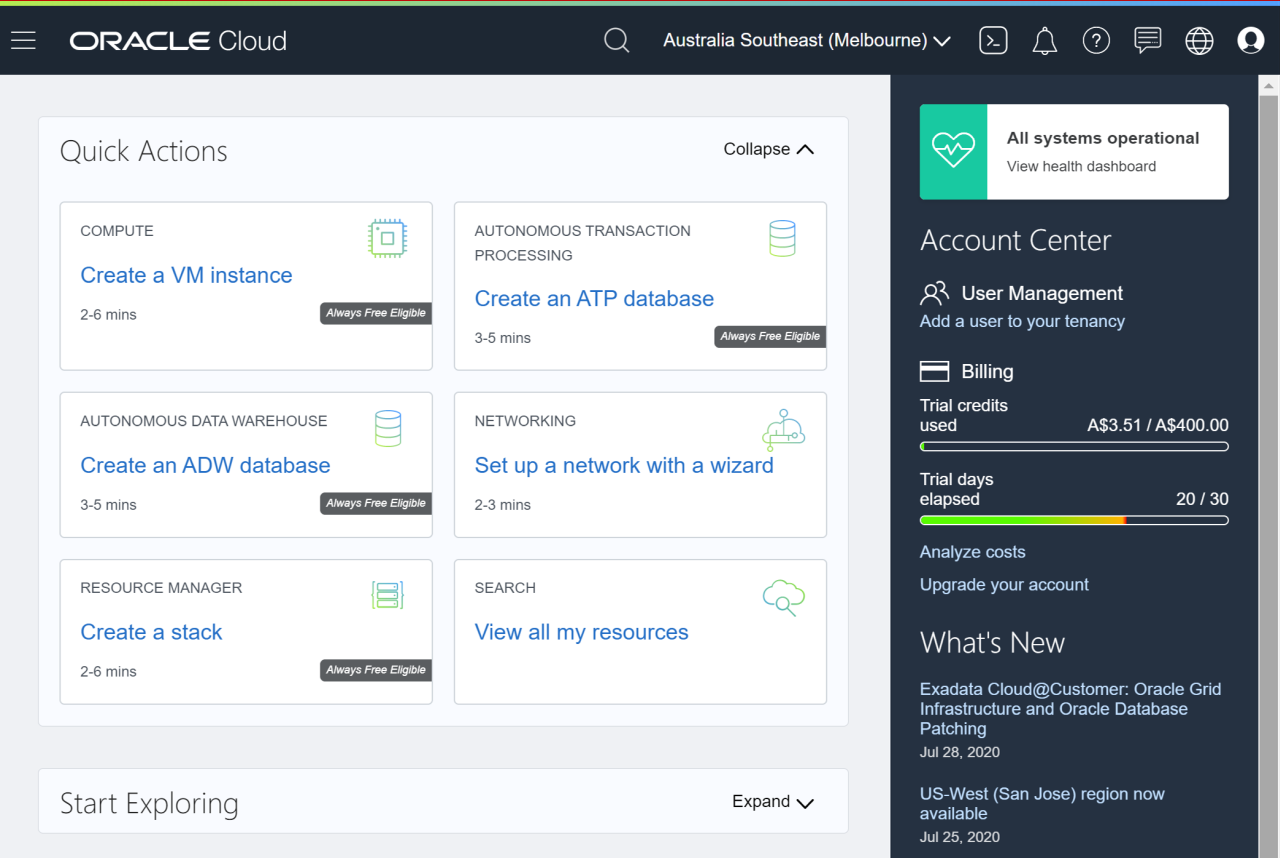 ORACLE Cloud
Australia Southeast (Melbourne)
Quick Actions
Collapse
COMPUTE
Create a VM instance
2-6 mins
Always Free Eligible
AUTONOMOUS TRANSACTION
PROCESSING
Create an ATP database
3-5 mins
Always Free Eligible
AUTONOMOUS DATA WAREHOUSE
Create an ADW database
3-5 mins
Always Free Eligible
NETWORKING
Set up a network with a wizard
2-3 mins
RESOURCE MANAGER
Create a stack
2-6 mins
Always Free Eligible
SEARCH
View all my resources
Start Exploring
Expand
All systems operational
View health dashboard
Account Center
User Management
Add a user to your tenancy
Billing
Trial credits
used A$3.51 / A$400.00
Trial days
elapsed 20 / 30
Analyze costs
Upgrade your account
What's New
Exadata Cloud@Customer: Oracle Grid
Infrastructure and Oracle Database
Patching
Jul 28, 2020
US-West (San Jose) region now
available
Jul 25, 2020